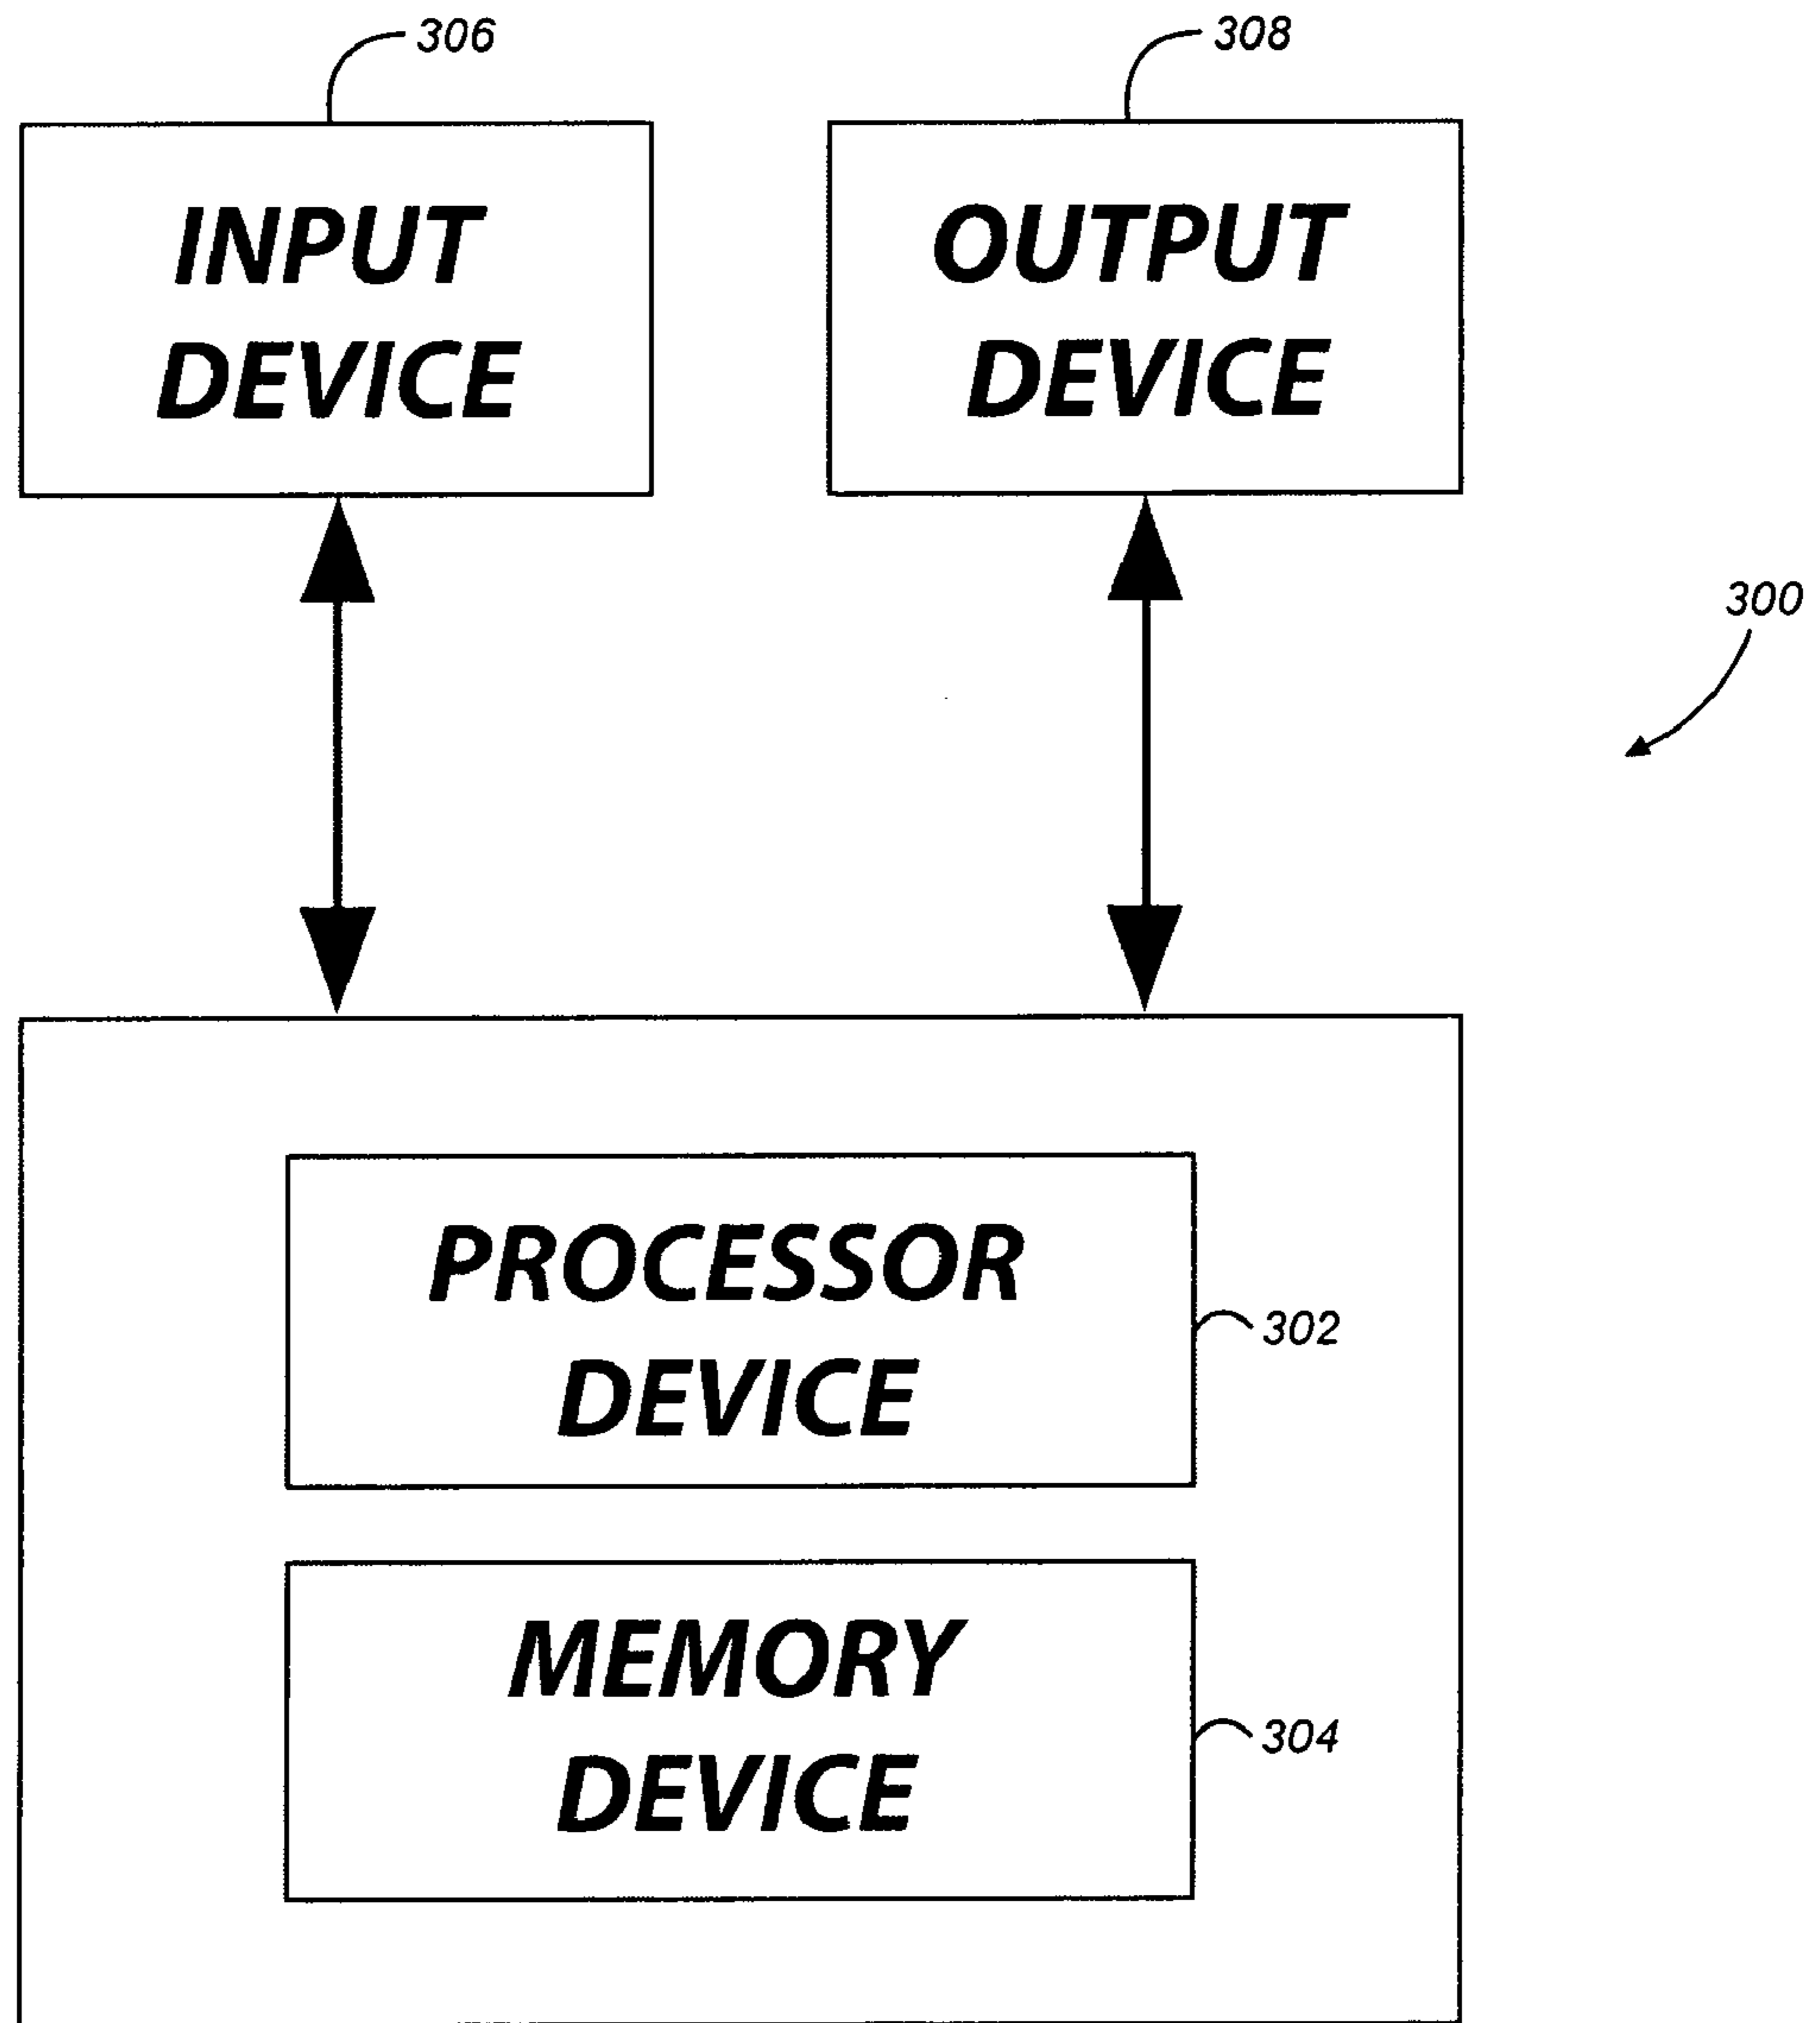 306
308
INPUT
DEVICE
OUTPUT
DEVICE
300
PROCESSOR
DEVICE
302
MEMORY
DEVICE
304